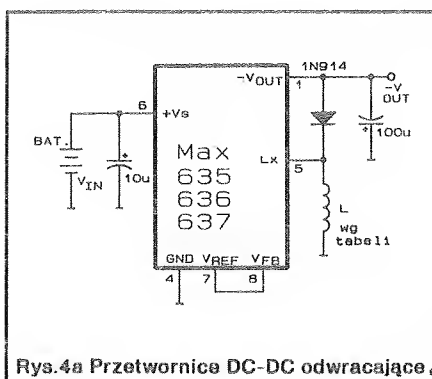 1N914
-VOUT
1
-V
OUT
6
+Vs
BAT.
VIN
10u
Max
635
636
637
100u
Lx
5
L
wg
tabeli
GND VREF VFB
4 7 8
Rys.4a Przetwornice DC-DC odwracające,